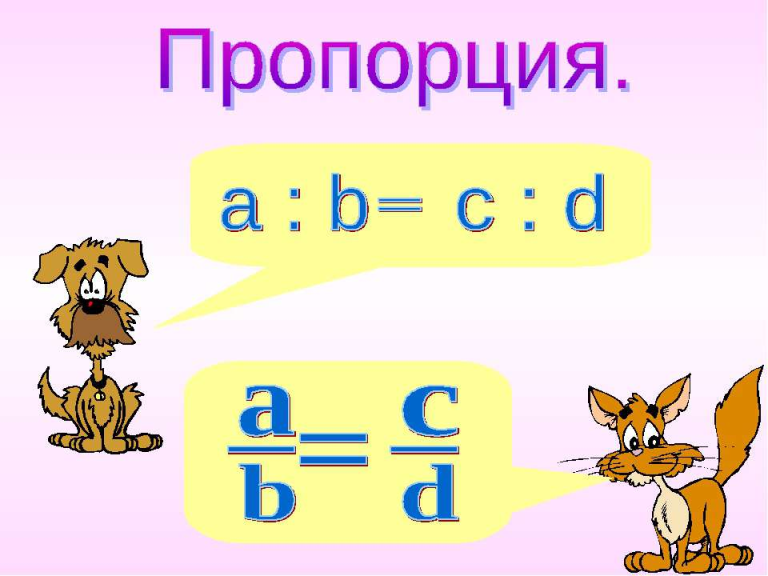 Пропорция.
a : b = c : d
a = c
b d